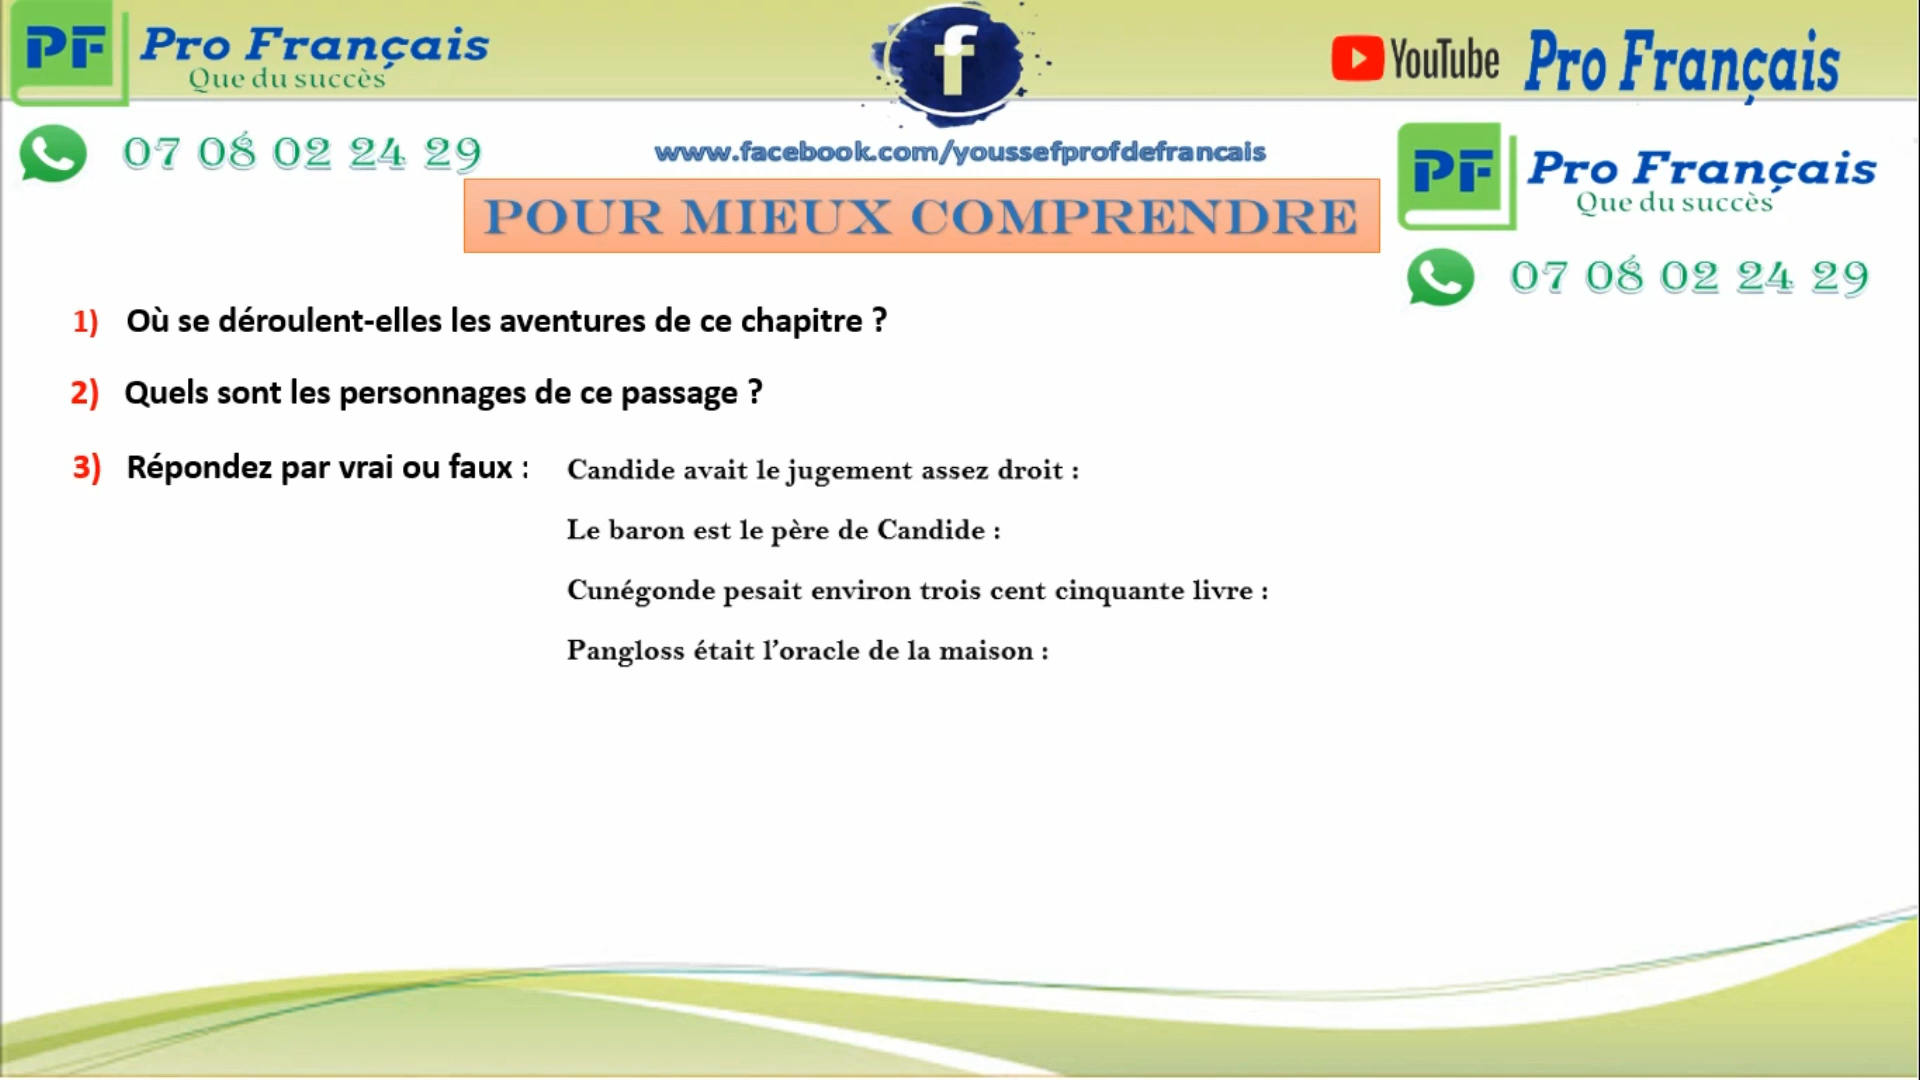 PF Pro Français
Que du succès
f
YouTube Pro Français
07 08 02 24 29
www.facebook.com/youssefprofdefrancais
PF Pro Français
Que du succès
07 08 02 24 29
POUR MIEUX COMPRENDRE
1) Où se déroulent-elles les aventures de ce chapitre ?
2) Quels sont les personnages de ce passage ?
3) Répondez par vrai ou faux : Candide avait le jugement assez droit :
Le baron est le père de Candide :
Cunégonde pesait environ trois cent cinquante livre :
Pangloss était l’oracle de la maison :